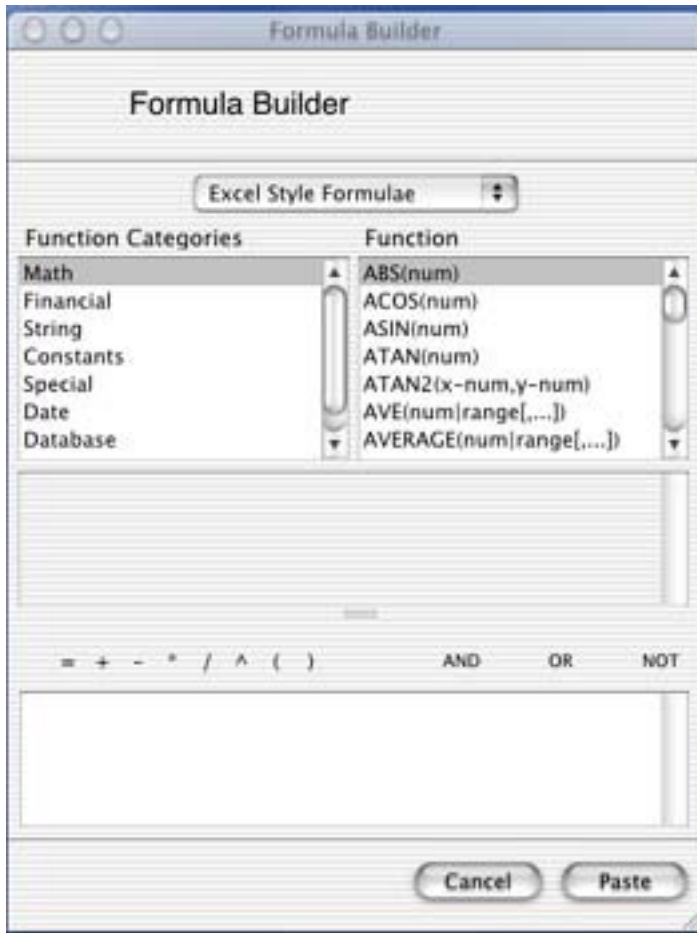 Formula Builder
Formula Builder
Excel Style Formulae
Function Categories
Math
Financial
String
Constants
Special
Date
Database
Function
ABS(num)
ACOS(num)
ASIN(num)
ATAN(num)
ATAN2(x-num,y-num)
AVE(num|range[,...])
AVERAGE(num|range[,...])
= + - * / ^ ( ) AND OR NOT
Cancel Paste